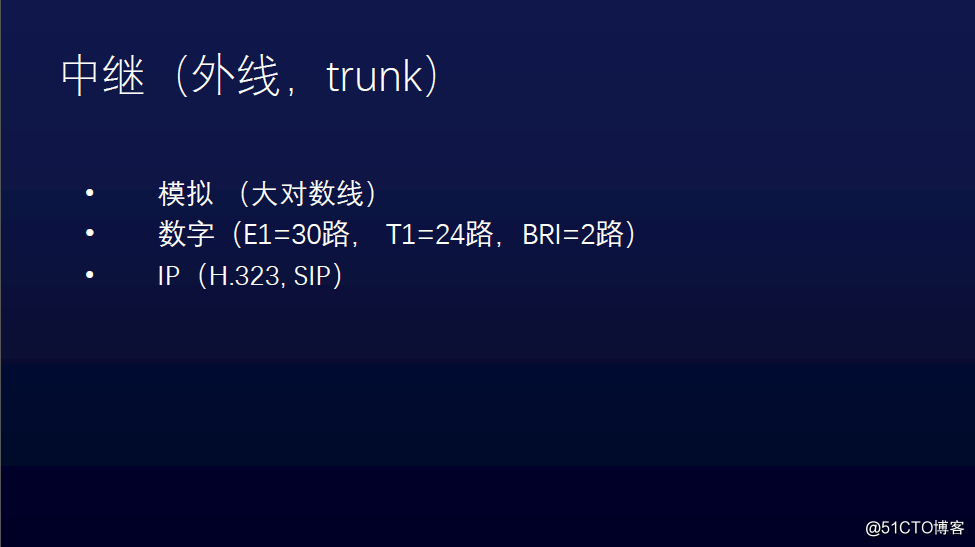 中继（外线，trunk）
• 模拟 （大对数线）
• 数字（E1=30路， T1=24路，BRI=2路）
• IP（H.323, SIP）
@51CTO博客